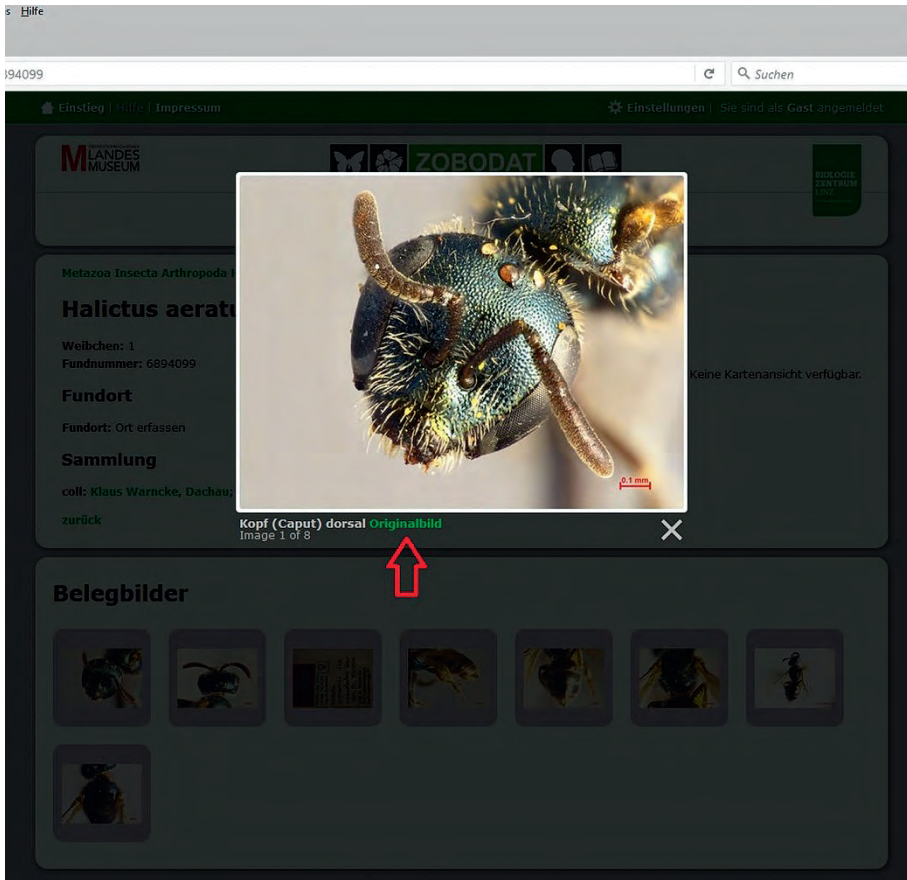 s Hilfe
394099
Suchen
Einstieg | Hilfe | Impressum
Einstellungen | Sie sind als Gast angemeldet
LANDES
MUSEUM
ZOBODAT
BIOLOGIE
ZENTRUM
LINZ
Metazoa Insecta Arthropoda
Halictus aeratu
Weibchen: 1
Fundnummer: 6894099
Keine Kartenansicht verfügbar.
Fundort
Fundort: Ort erfassen
Sammlung
coll: Klaus Warncke, Dachau;
zurück
0.1 mm
Kopf (Caput) dorsal Originalbild
Image 1 of 8
Belegbilder